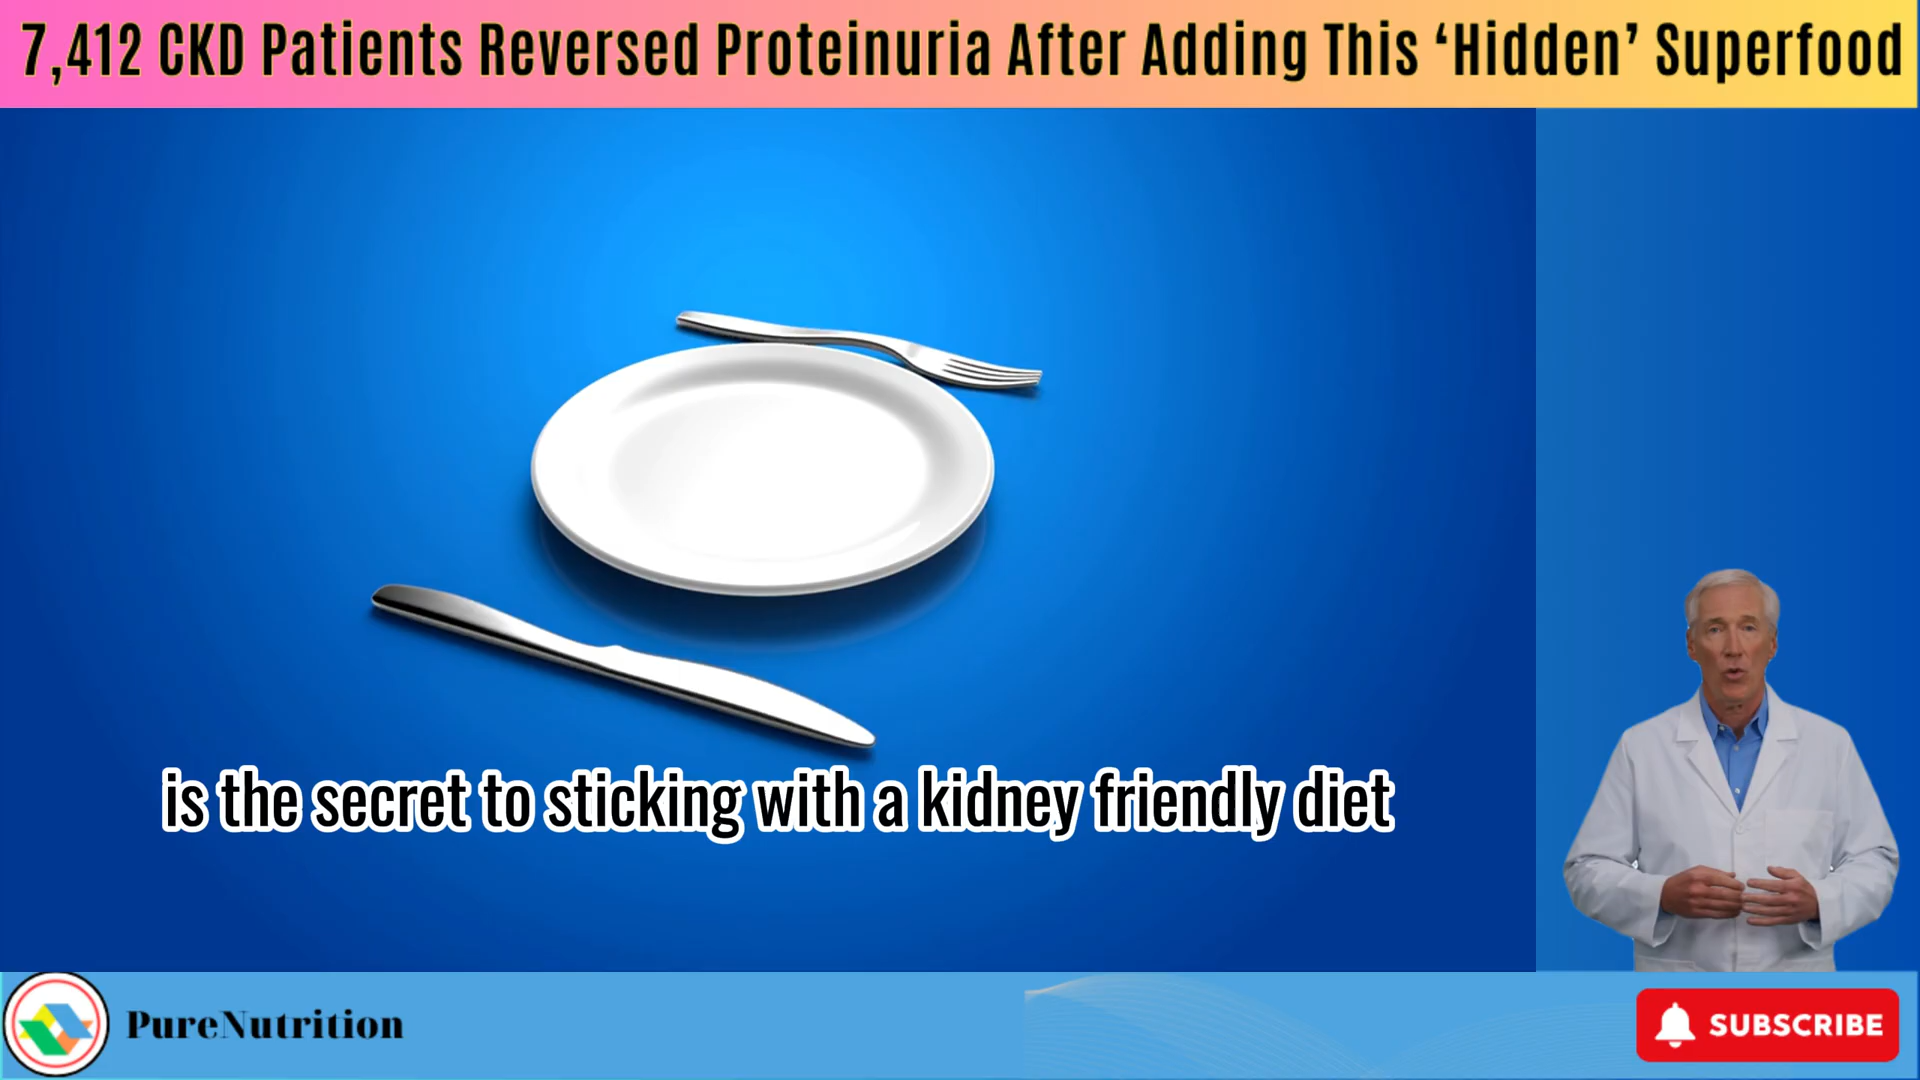 7,412 CKD Patients Reversed Proteinuria After Adding This ‘Hidden’ Superfood
is the secret to sticking with a kidney friendly diet
PureNutrition
SUBSCRIBE